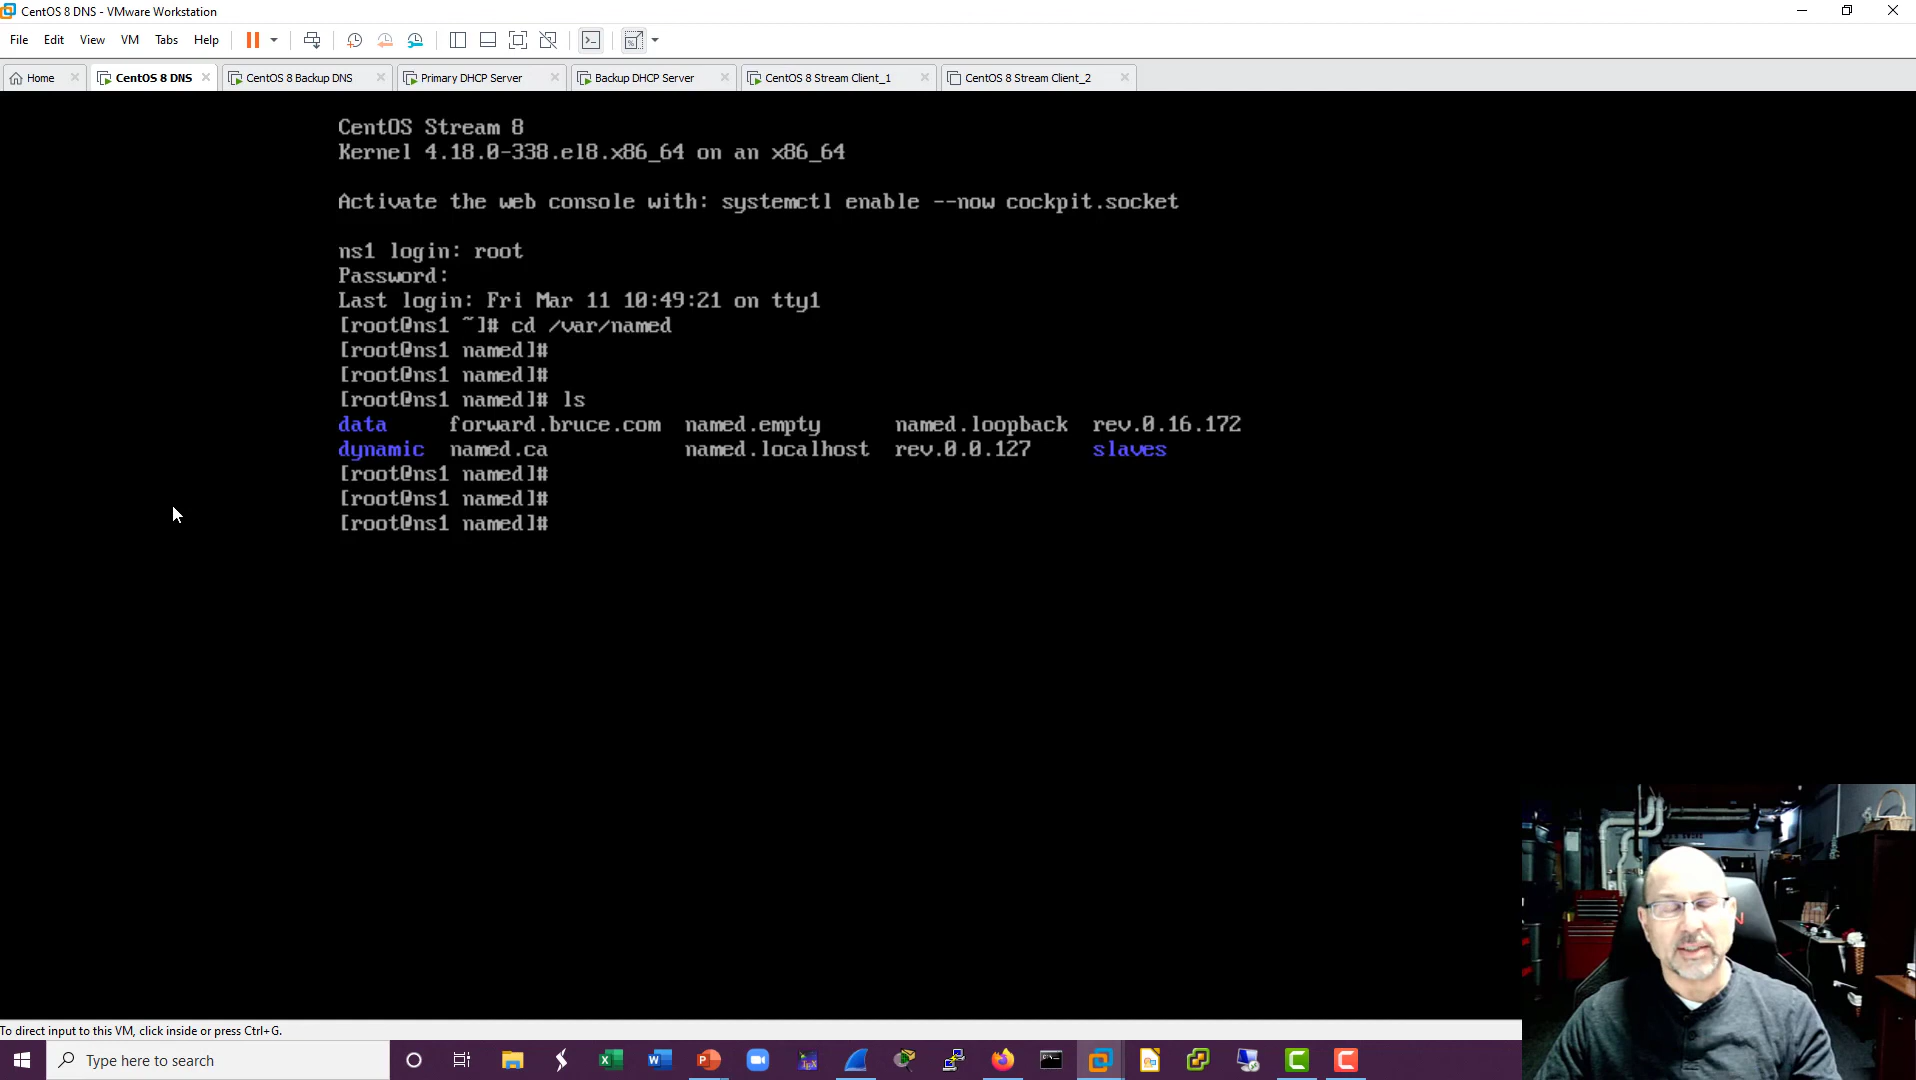 CentOS 8 DNS - VMware Workstation
File Edit View VM Tabs Help
Home CentOS 8 DNS CentOS 8 Backup DNS Primary DHCP Server Backup DHCP Server CentOS 8 Stream Client_1 CentOS 8 Stream Client_2
CentOS Stream 8
Kernel 4.18.0-338.el8.x86_64 on an x86_64
Activate the web console with: systemctl enable --now cockpit.socket
ns1 login: root
Password:
Last login: Fri Mar 11 10:49:21 on tty1
[root@ns1 ~]# cd /var/named
[root@ns1 named]#
[root@ns1 named]#
[root@ns1 named]# ls
data forward.bruce.com named.empty named.loopback rev.0.16.172
dynamic named.ca named.localhost rev.0.0.127 slaves
[root@ns1 named]#
[root@ns1 named]#
[root@ns1 named]#
To direct input to this VM, click inside or press Ctrl+G.
Type here to search